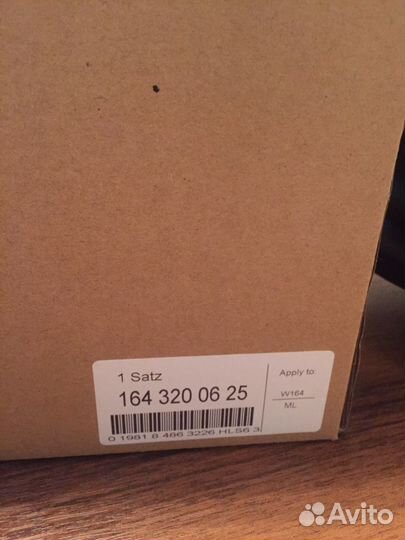 1 Satz
164 320 06 25
0 1981 8 486 3226 HLS6 3
Apply to
W164
ML
Avito